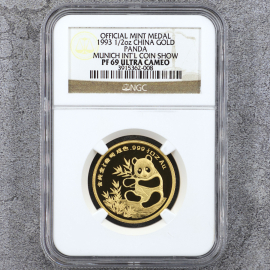 OFFICIAL MINT MEDAL
1993 1/2oz CHINA GOLD
PANDA
MUNICH INT'L COIN SHOW
PF 69 ULTRA CAMEO
3915362-008
NGC
.999 1/2 OZ Au